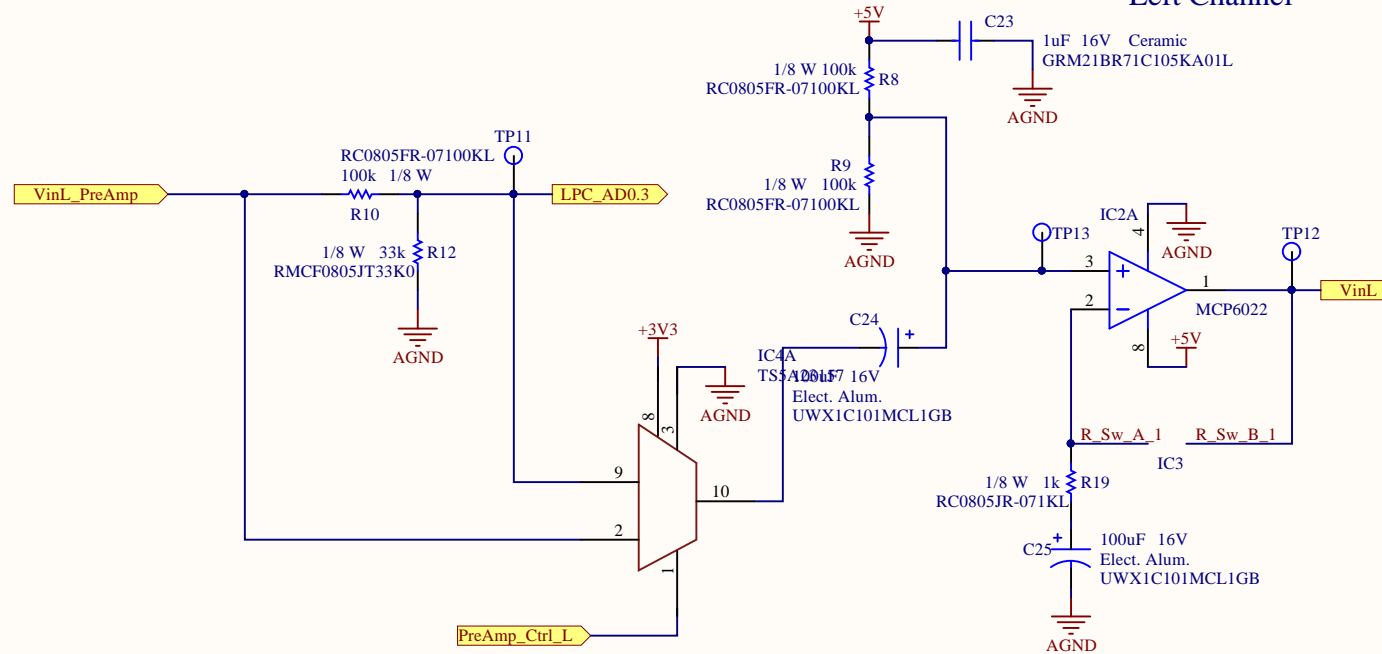 Left Channel
+5V
C23
1uF 16V Ceramic
GRM21BR71C105KA01L
AGND
1/8 W 100k
R8
RC0805FR-07100KL
TP11
RC0805FR-07100KL
100k 1/8 W
R10
VinL_PreAmp
LPC_AD0.3
R9
1/8 W 100k
RC0805FR-07100KL
AGND
1/8 W 33k
R12
RMCF0805JT33K0
AGND
IC2A
4
AGND
TP13
TP12
3
2
1
MCP6022
VinL
8
+5V
C24
+
+3V3
IC4A
TS5A23157
100uF 16V
Elect. Alum.
UWX1C101MCL1GB
AGND
8
3
9
10
2
1
R_Sw_A_1
R_Sw_B_1
IC3
1/8 W 1k
R19
RC0805JR-071KL
+
C25
100uF 16V
Elect. Alum.
UWX1C101MCL1GB
AGND
PreAmp_Ctrl_L